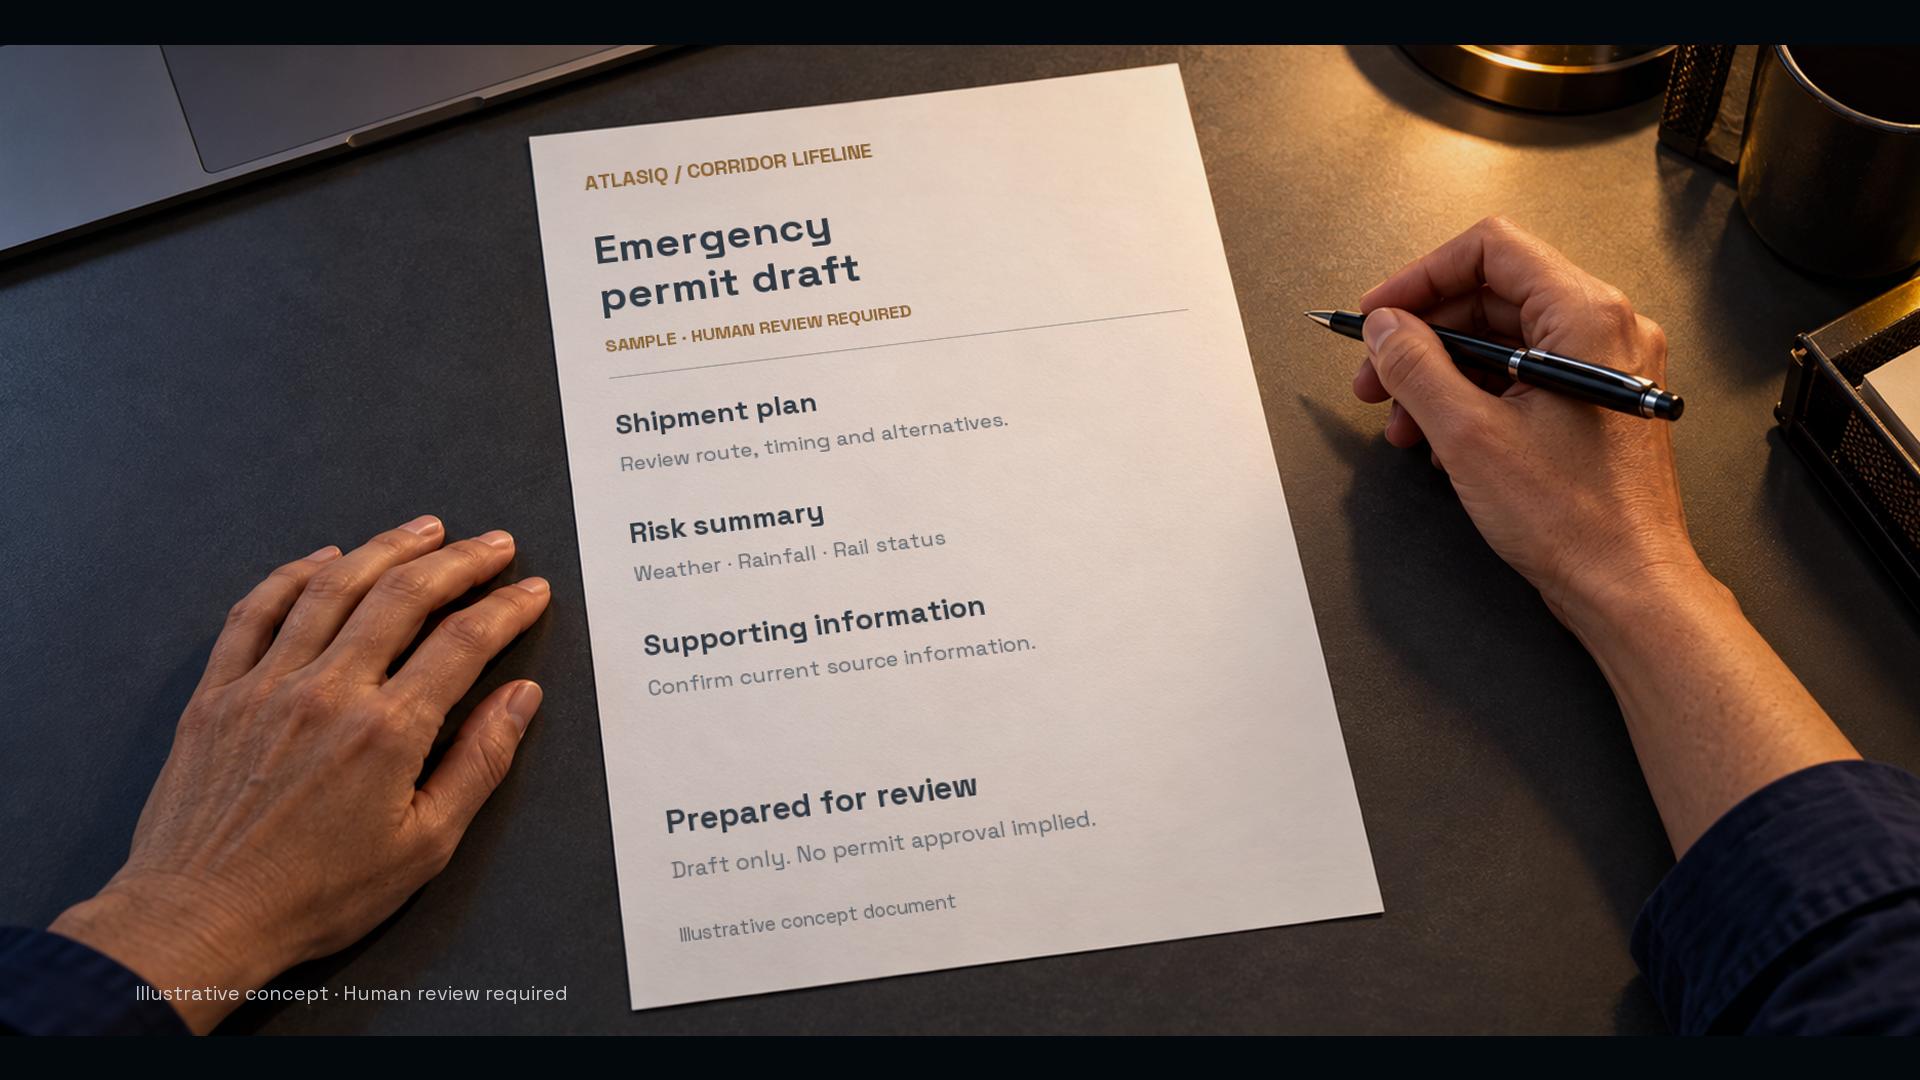 ATLASIQ / CORRIDOR LIFELINE
Emergency
permit draft
SAMPLE · HUMAN REVIEW REQUIRED
Shipment plan
Review route, timing and alternatives.
Risk summary
Weather · Rainfall · Rail status
Supporting information
Confirm current source information.
Prepared for review
Draft only. No permit approval implied.
Illustrative concept document
Illustrative concept · Human review required